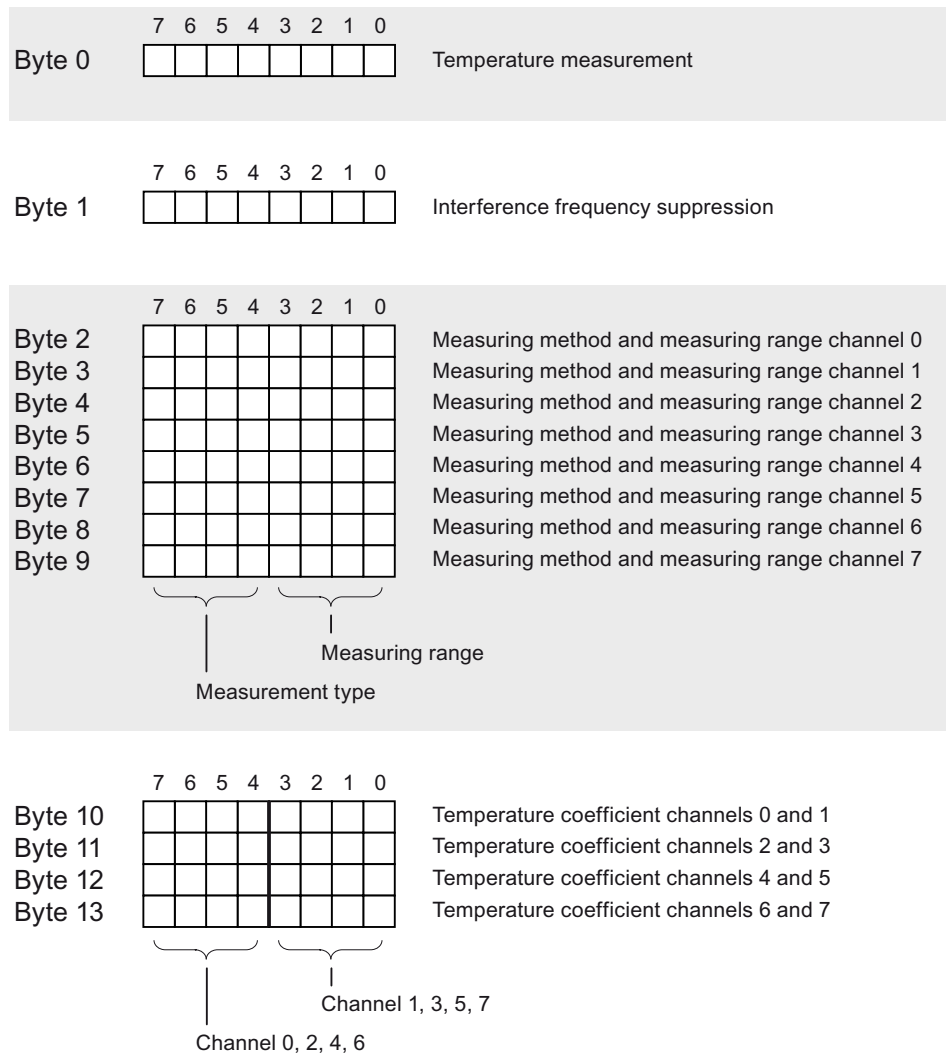 7 6 5 4 3 2 1 0
Byte 0 Temperature measurement
7 6 5 4 3 2 1 0
Byte 1 Interference frequency suppression
7 6 5 4 3 2 1 0
Byte 2 Measuring method and measuring range channel 0
Byte 3 Measuring method and measuring range channel 1
Byte 4 Measuring method and measuring range channel 2
Byte 5 Measuring method and measuring range channel 3
Byte 6 Measuring method and measuring range channel 4
Byte 7 Measuring method and measuring range channel 5
Byte 8 Measuring method and measuring range channel 6
Byte 9 Measuring method and measuring range channel 7
Measuring range
Measurement type
7 6 5 4 3 2 1 0
Byte 10 Temperature coefficient channels 0 and 1
Byte 11 Temperature coefficient channels 2 and 3
Byte 12 Temperature coefficient channels 4 and 5
Byte 13 Temperature coefficient channels 6 and 7
Channel 1, 3, 5, 7
Channel 0, 2, 4, 6